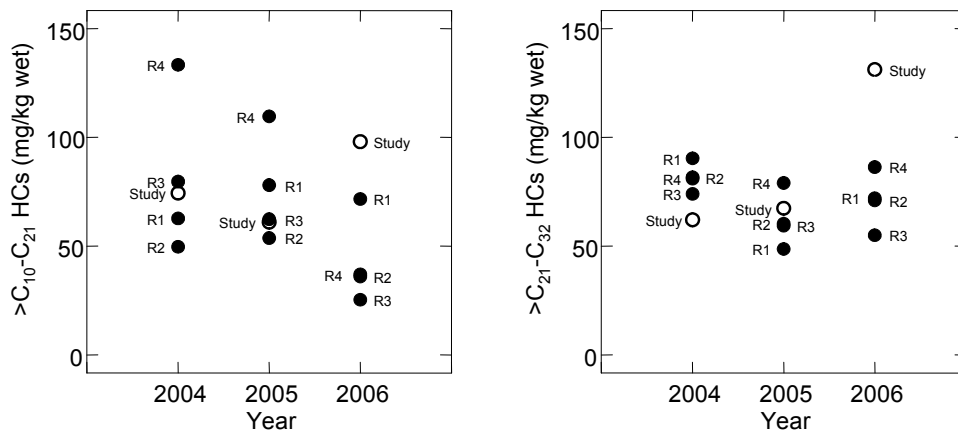 >C10-C21 HCs (mg/kg wet)
150
100
50
0
R4
R3
Study
R1
R2
R4
R1
Study R3
R2
Study
R1
R4 R2
R3
2004 2005 2006
Year
>C21-C32 HCs (mg/kg wet)
150
100
50
0
R1
R4 R2
R3
Study
R4
Study
R2 R3
R1
Study
R4
R1 R2
R3
2004 2005 2006
Year